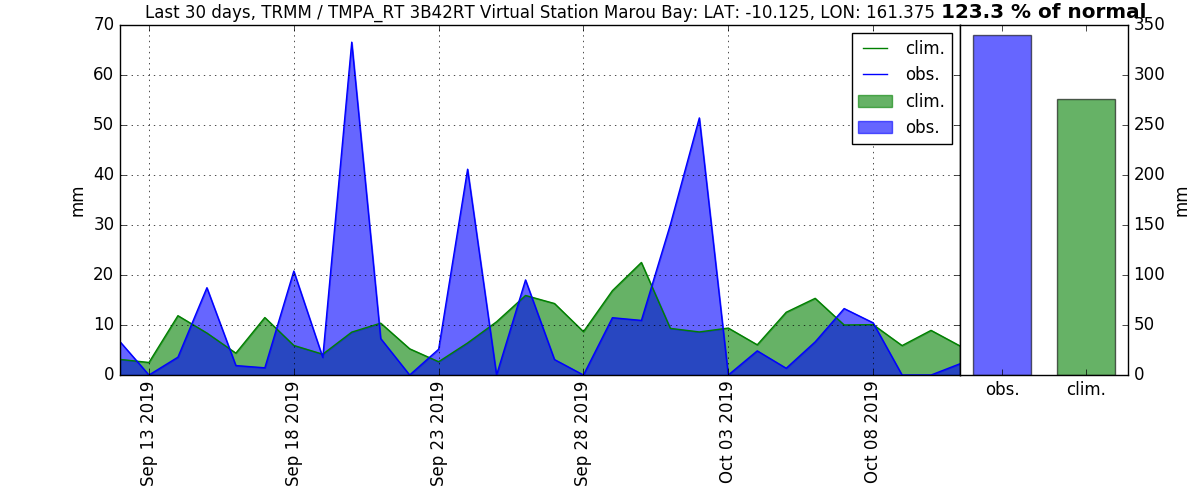 Last 30 days, TRMM / TMPA_RT 3B42RT Virtual Station Marou Bay: LAT: -10.125, LON: 161.375 123.3 % of normal
70
60
50
40
30
20
10
0
mm
clim.
obs.
clim.
obs.
Sep 13 2019
Sep 18 2019
Sep 23 2019
Sep 28 2019
Oct 03 2019
Oct 08 2019
350
300
250
200
150
100
50
0
mm
obs.
clim.